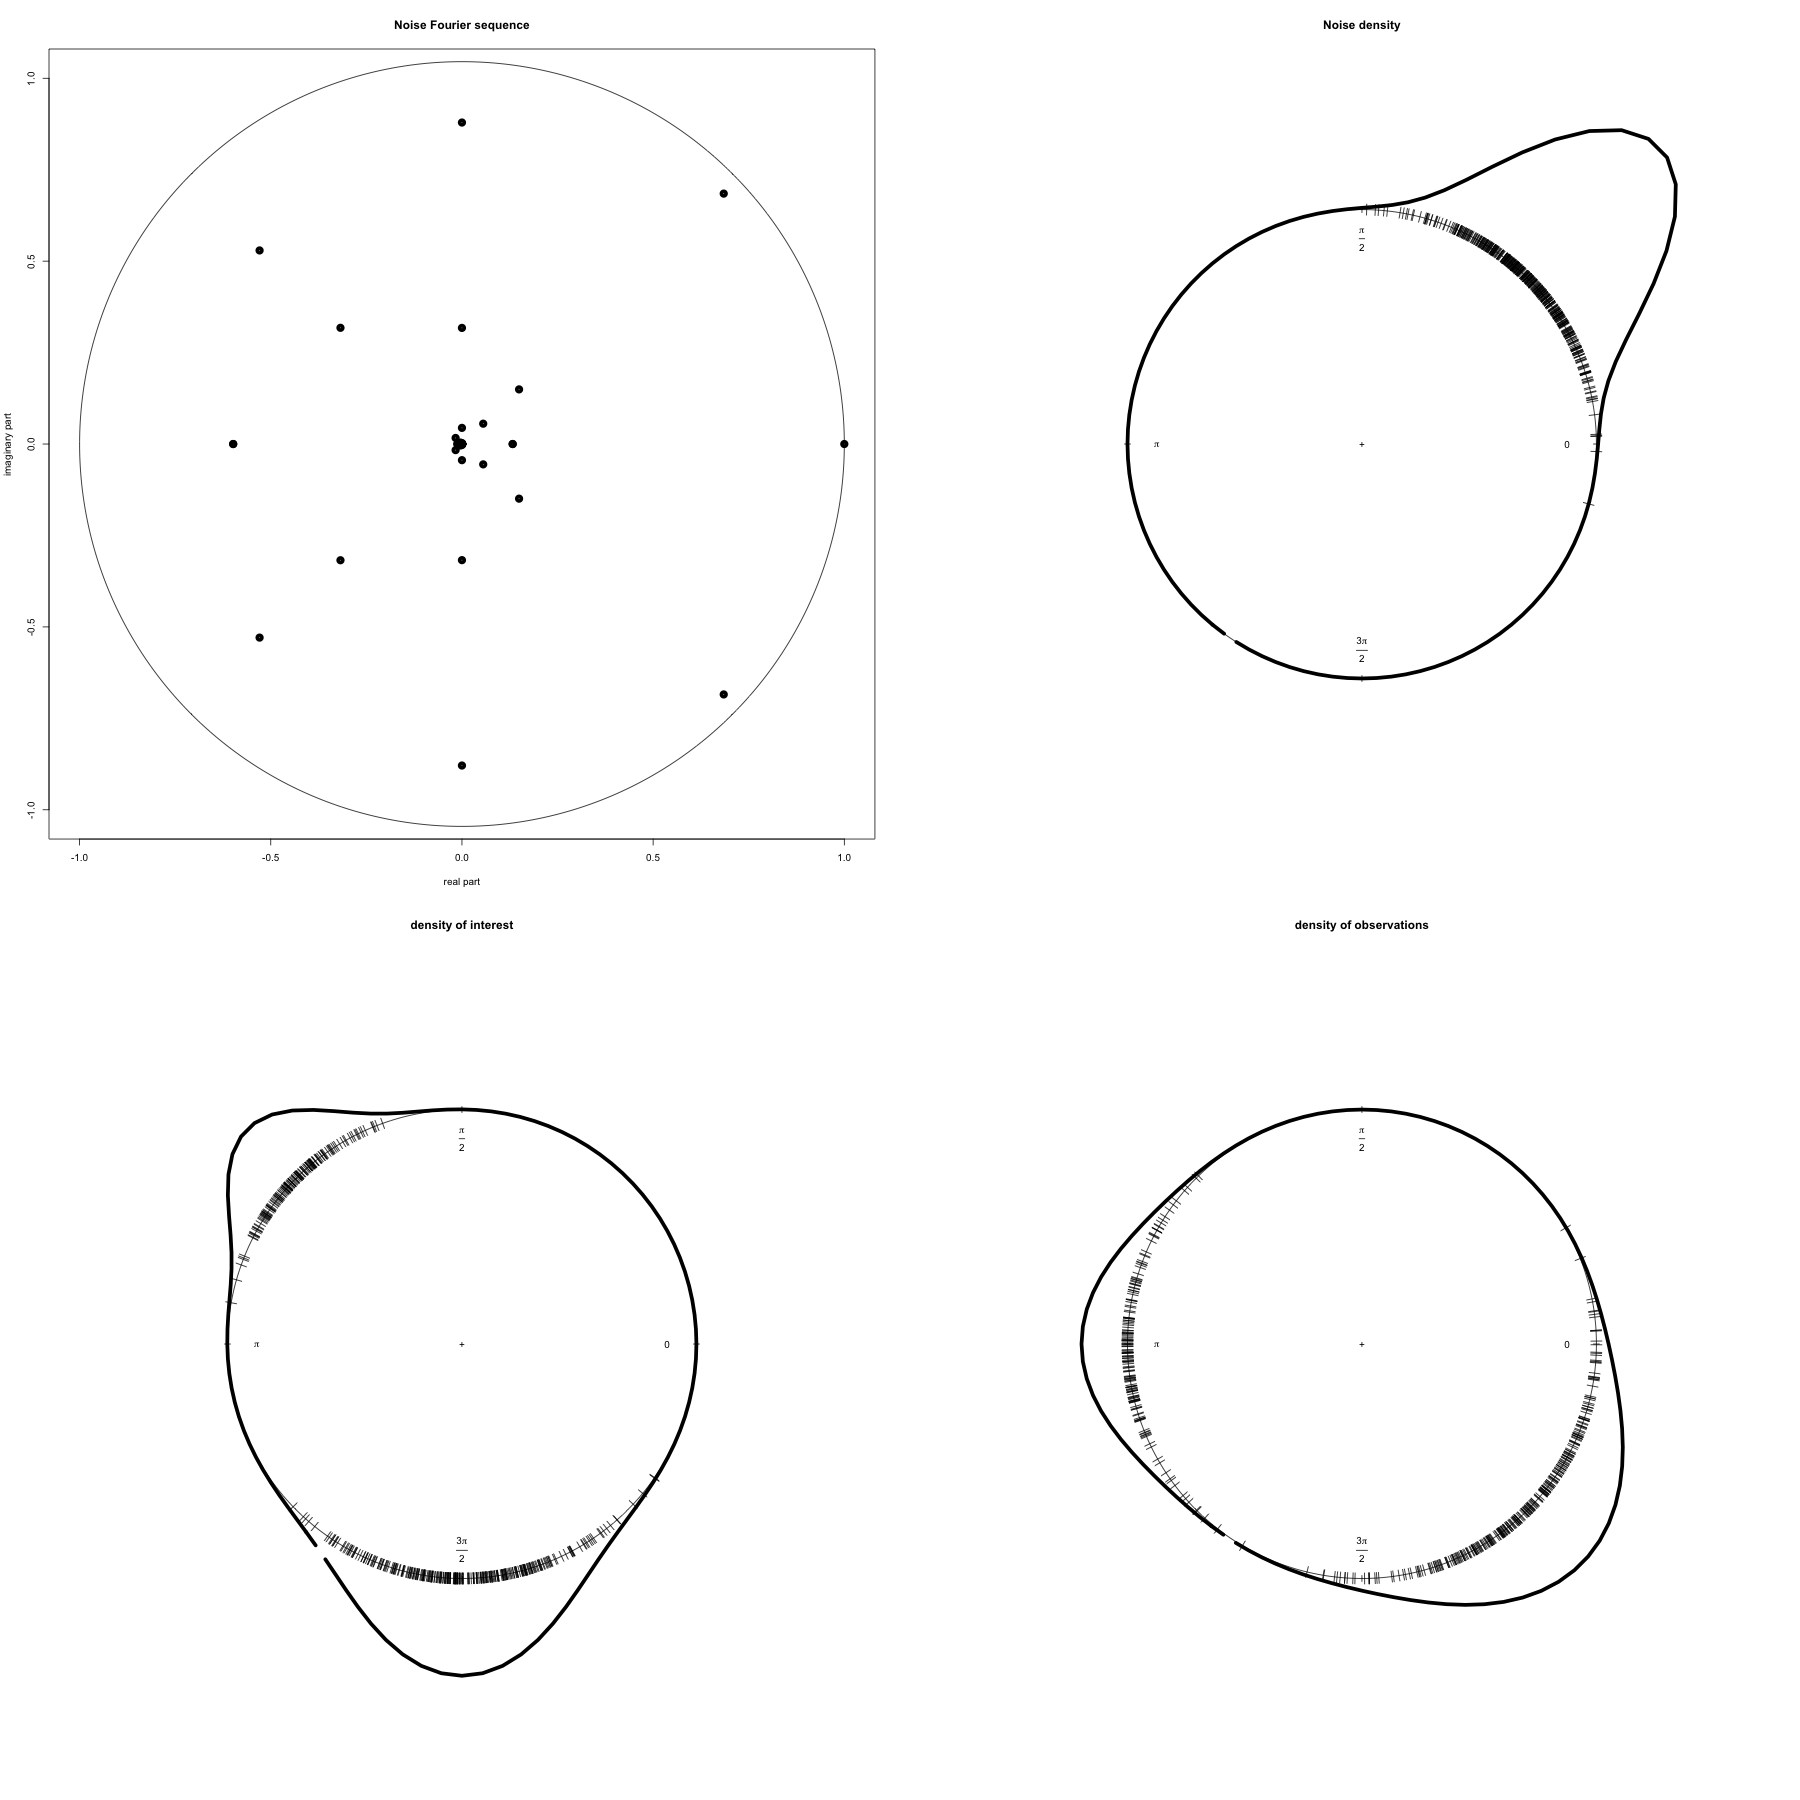 Noise Fourier sequence
1.0
0.5
0.0
-0.5
-1.0
imaginary part
-1.0
-0.5
0.0
0.5
1.0
real part
Noise density
π
2
π
+
0
3π
2
density of interest
π
2
π
+
0
3π
2
density of observations
π
2
π
+
0
3π
2